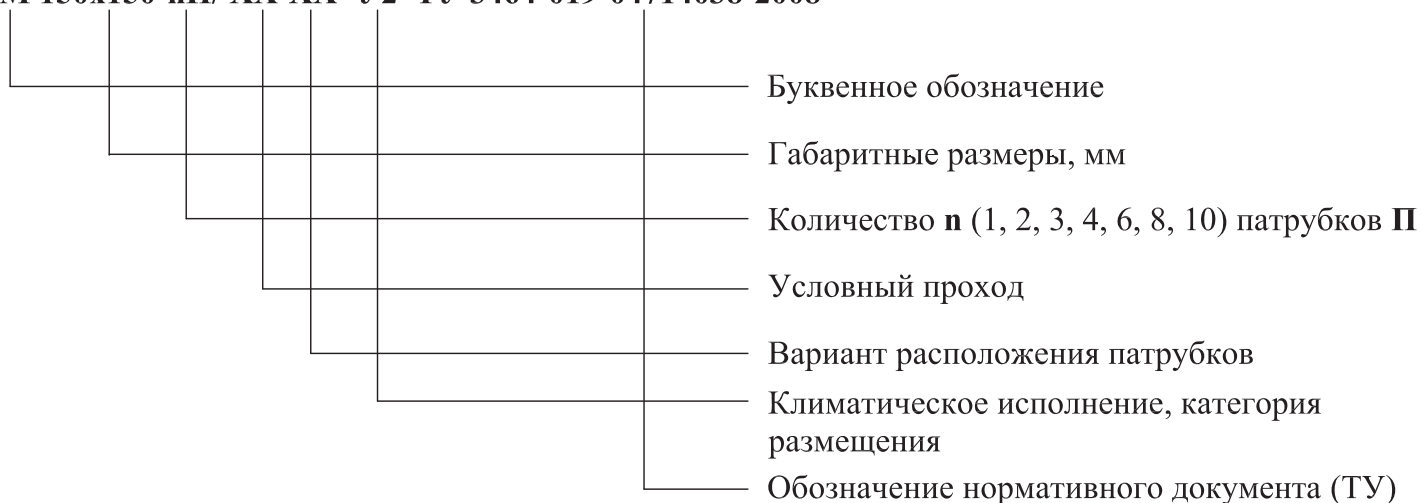 Буквенное обозначение
Габаритные размеры, мм
Количество n (1, 2, 3, 4, 6, 8, 10) патрубков П
Условный проход
Вариант расположения патрубков
Климатическое исполнение, категория
размещения
Обозначение нормативного документа (ТУ)